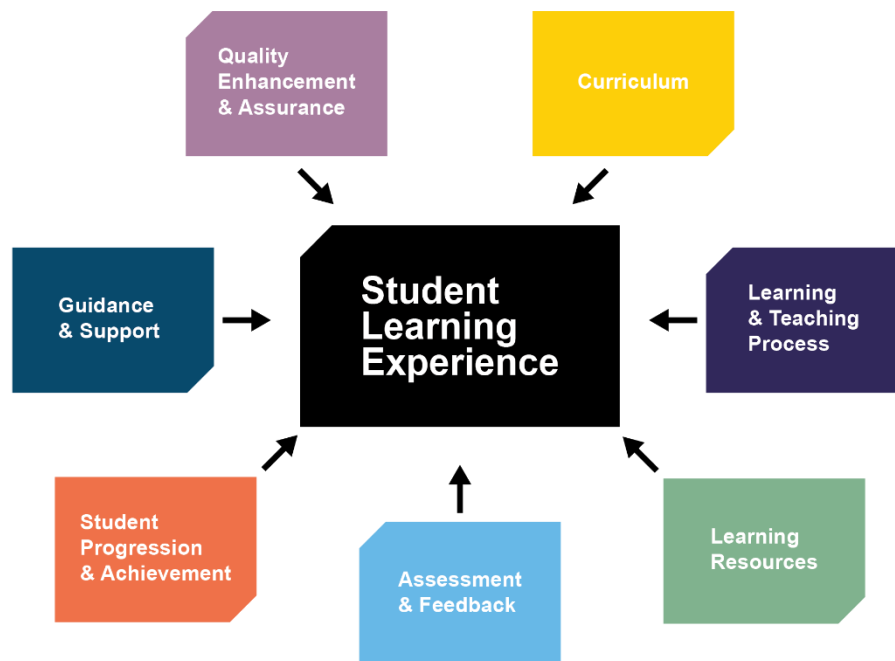 Quality
Enhancement
& Assurance
Curriculum
Guidance
& Support
Student
Learning
Experience
Learning
& Teaching
Process
Student
Progression
& Achievement
Assessment
& Feedback
Learning
Resources